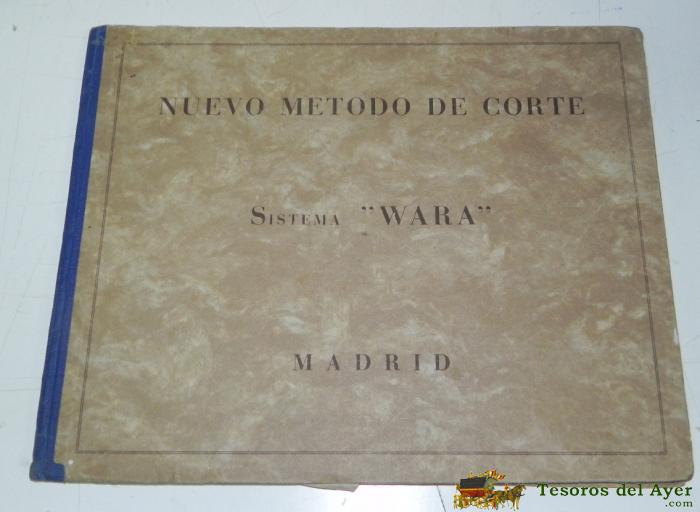 NUEVO METODO DE CORTE
SISTEMA "WARA"
MADRID
Tesoros del Ayer
.com